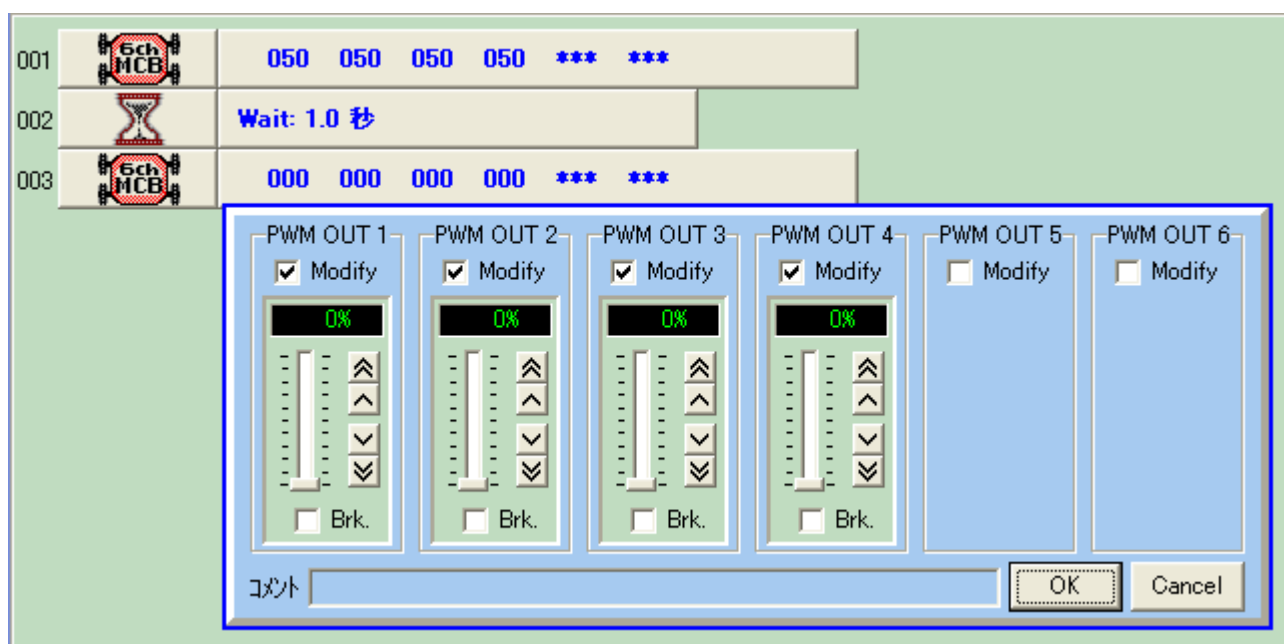 001 6ch MCB 050 050 050 050 *** ***
002 Wait: 1.0 秒
003 6ch MCB 000 000 000 000 *** ***
PWM OUT 1 PWM OUT 2 PWM OUT 3 PWM OUT 4 PWM OUT 5 PWM OUT 6
Modify Modify Modify Modify Modify Modify
0% 0% 0% 0%
Brk. Brk. Brk. Brk.
コメント OK Cancel